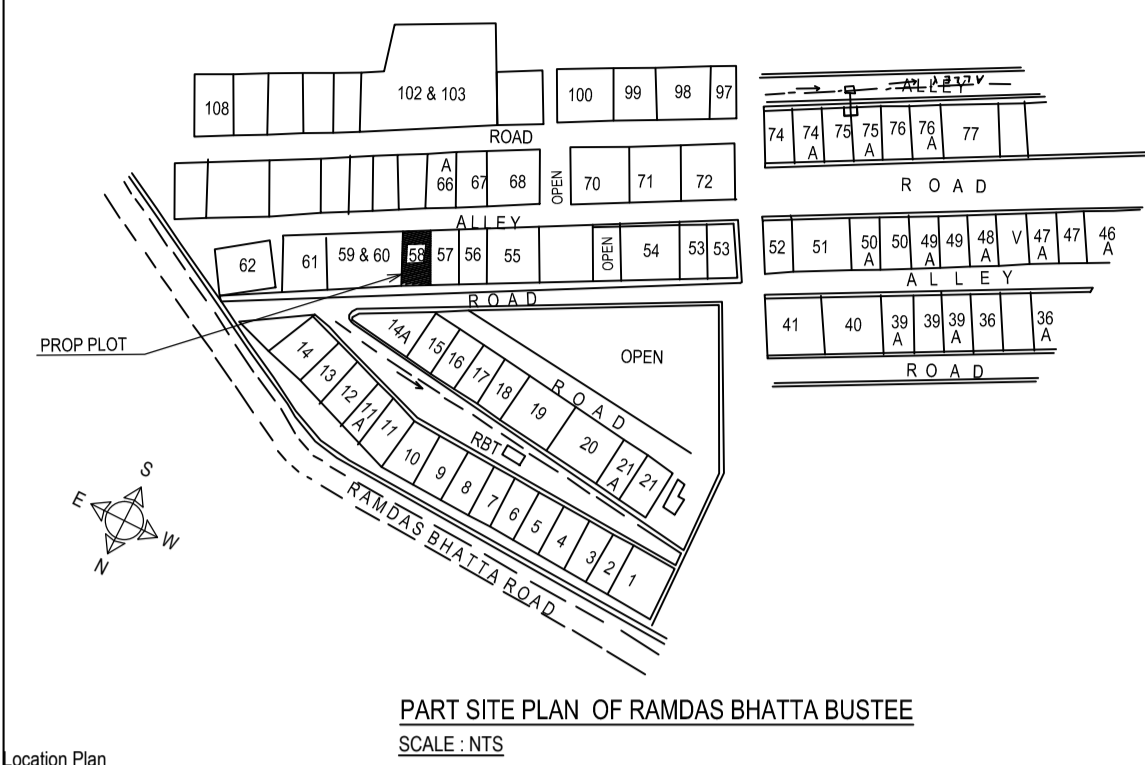 108 102 & 103 100 99 98 97
ALLEY
ROAD
74 74 A 75 75 A 76 76 A 77
A 66 67 68 OPEN 70 71 72
ROAD
ALLEY
62 61 59 & 60 58 57 56 55 OPEN 54 53 53
52 51 50 A 50 49 A 49 48 A V 47 A 47 46 A
ALLEY
ROAD
41 40 39 A 39 39 A 36 36 A
ROAD
PROP PLOT
14A 15 16 17 18 19 20 21 A 21
ROAD
OPEN
14 13 12 11 A 11 10 9 8 7 6 5 4 3 2 1
RBT
RAMDAS BHATTA ROAD
S
E
W
N
PART SITE PLAN OF RAMDAS BHATTA BUSTEE
SCALE : NTS
Location Plan